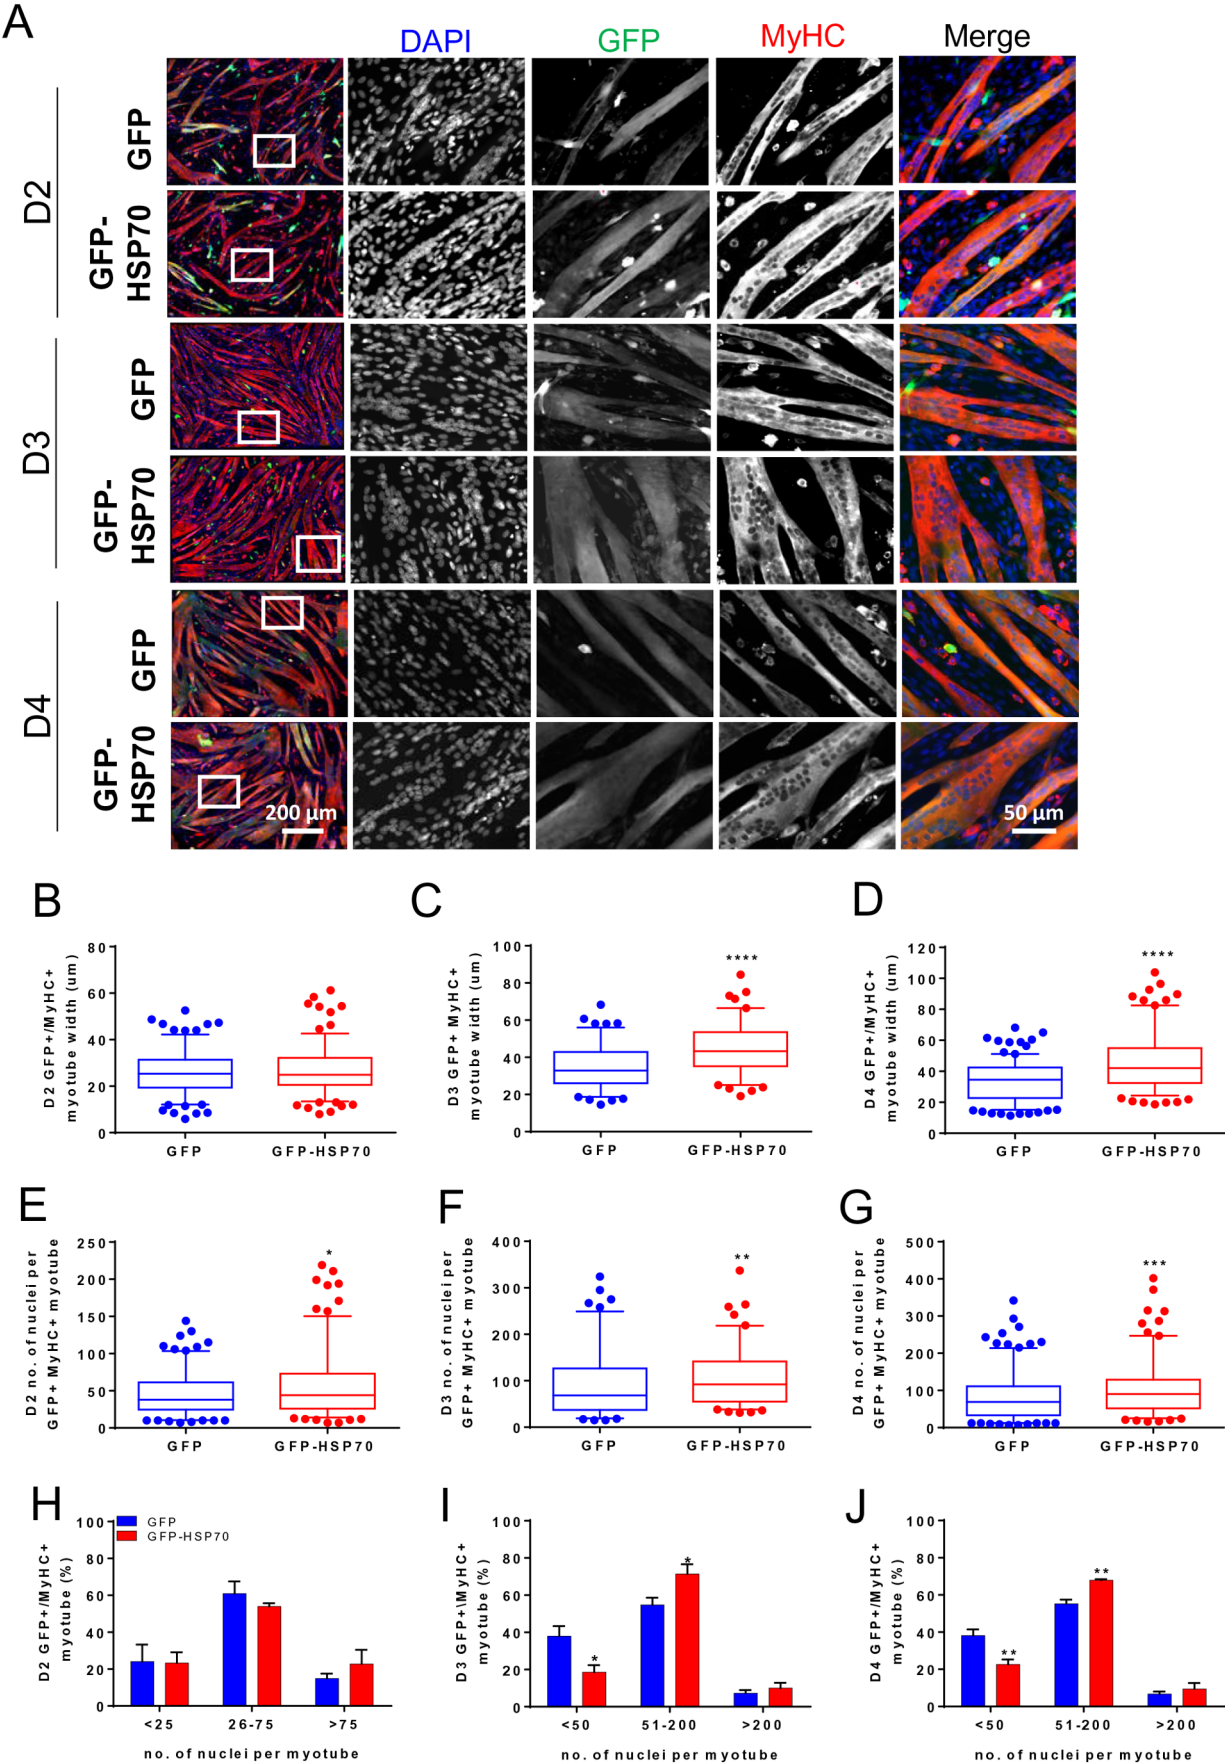 A
DAPI GFP MyHC Merge
D2
GFP
GFP-
HSP70
D3
GFP
GFP-
HSP70
D4
GFP
GFP-
HSP70
200 μm
50 μm
B
D2 GFP+/MyHC+
myotube width (um)
80
60
40
20
0
GFP GFP-HSP70
C
D3 GFP+ MyHC+
myotube width (um)
100
80
60
40
20
0
****
GFP GFP-HSP70
D
D4 GFP+/MyHC+
myotube width (um)
120
100
80
60
40
20
0
****
GFP GFP-HSP70
E
D2 no. of nuclei per
GFP+ MyHC+ myotube
250
200
150
100
50
0
*
GFP GFP-HSP70
F
D3 no. of nuclei per
GFP+ MyHC+ myotube
400
300
200
100
0
**
GFP GFP-HSP70
G
D4 no. of nuclei per
GFP+ MyHC+ myotube
500
400
300
200
100
0
***
GFP GFP-HSP70
H
D2 GFP+/MyHC+
myotube (%)
GFP
GFP-HSP70
100
80
60
40
20
0
<25 26-75 >75
no. of nuclei per myotube
I
D3 GFP+\MyHC+
myotube (%)
100
80
60
40
20
0
*
*
<50 51-200 >200
no. of nuclei per myotube
J
D4 GFP+/MyHC+
myotube (%)
100
80
60
40
20
0
**
**
<50 51-200 >200
no. of nuclei per myotube